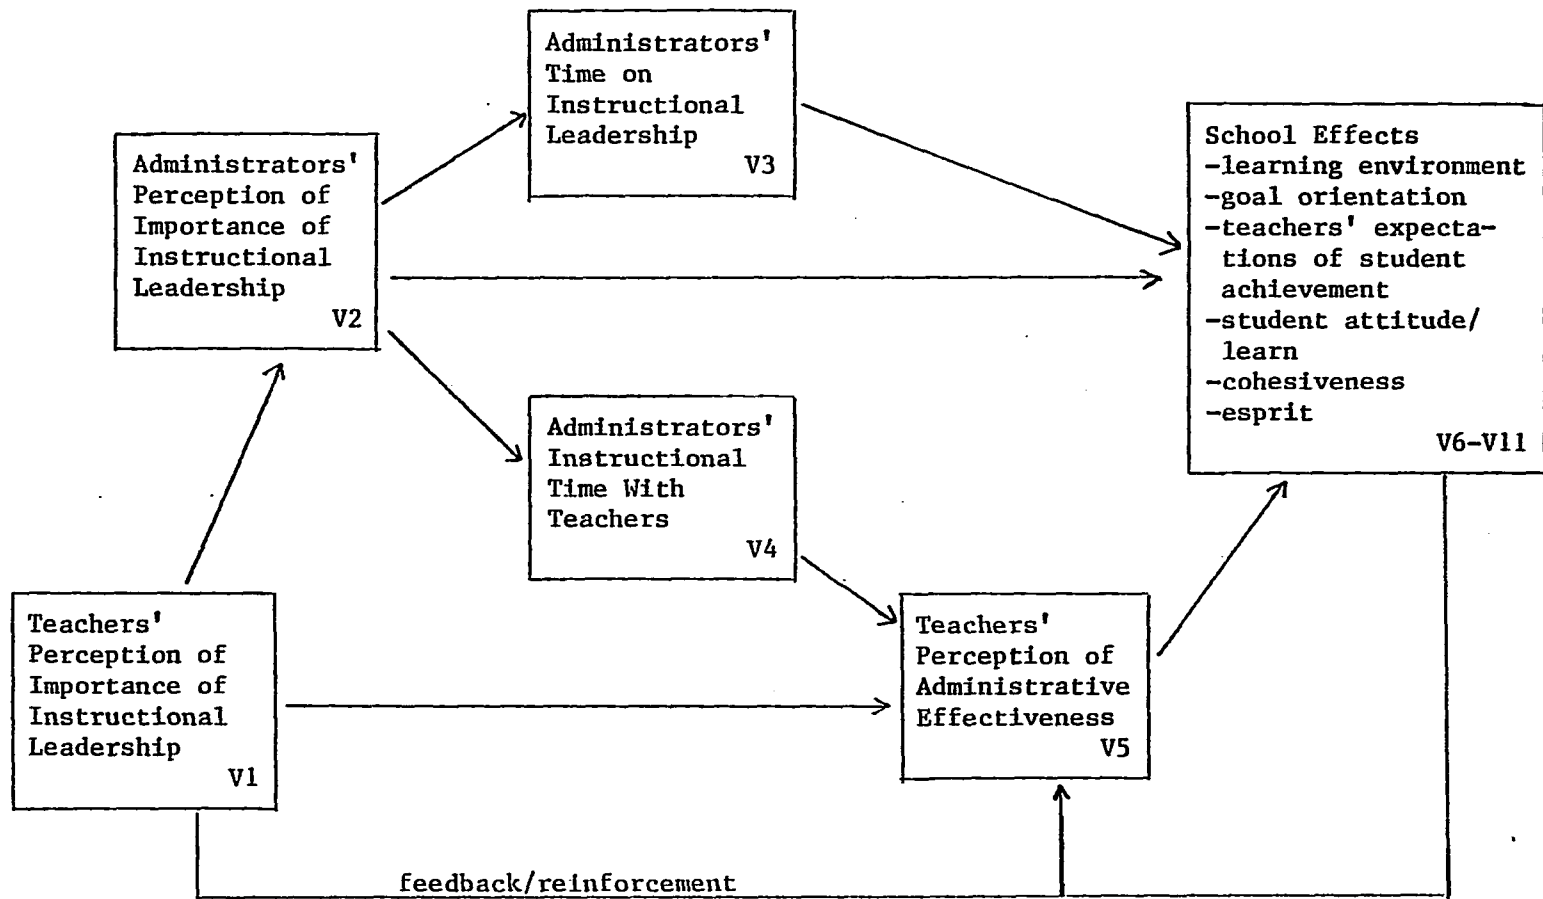 Administrators'
Time on
Instructional
Leadership
V3
Administrators'
Perception of
Importance of
Instructional
Leadership
V2
School Effects
-learning environment
-goal orientation
-teachers' expecta-
tions of student
achievement
-student attitude/
learn
-cohesiveness
-esprit
V6-V11
Administrators'
Instructional
Time With
Teachers
V4
Teachers'
Perception of
Importance of
Instructional
Leadership
V1
Teachers'
Perception of
Administrative
Effectiveness
V5
feedback/reinforcement